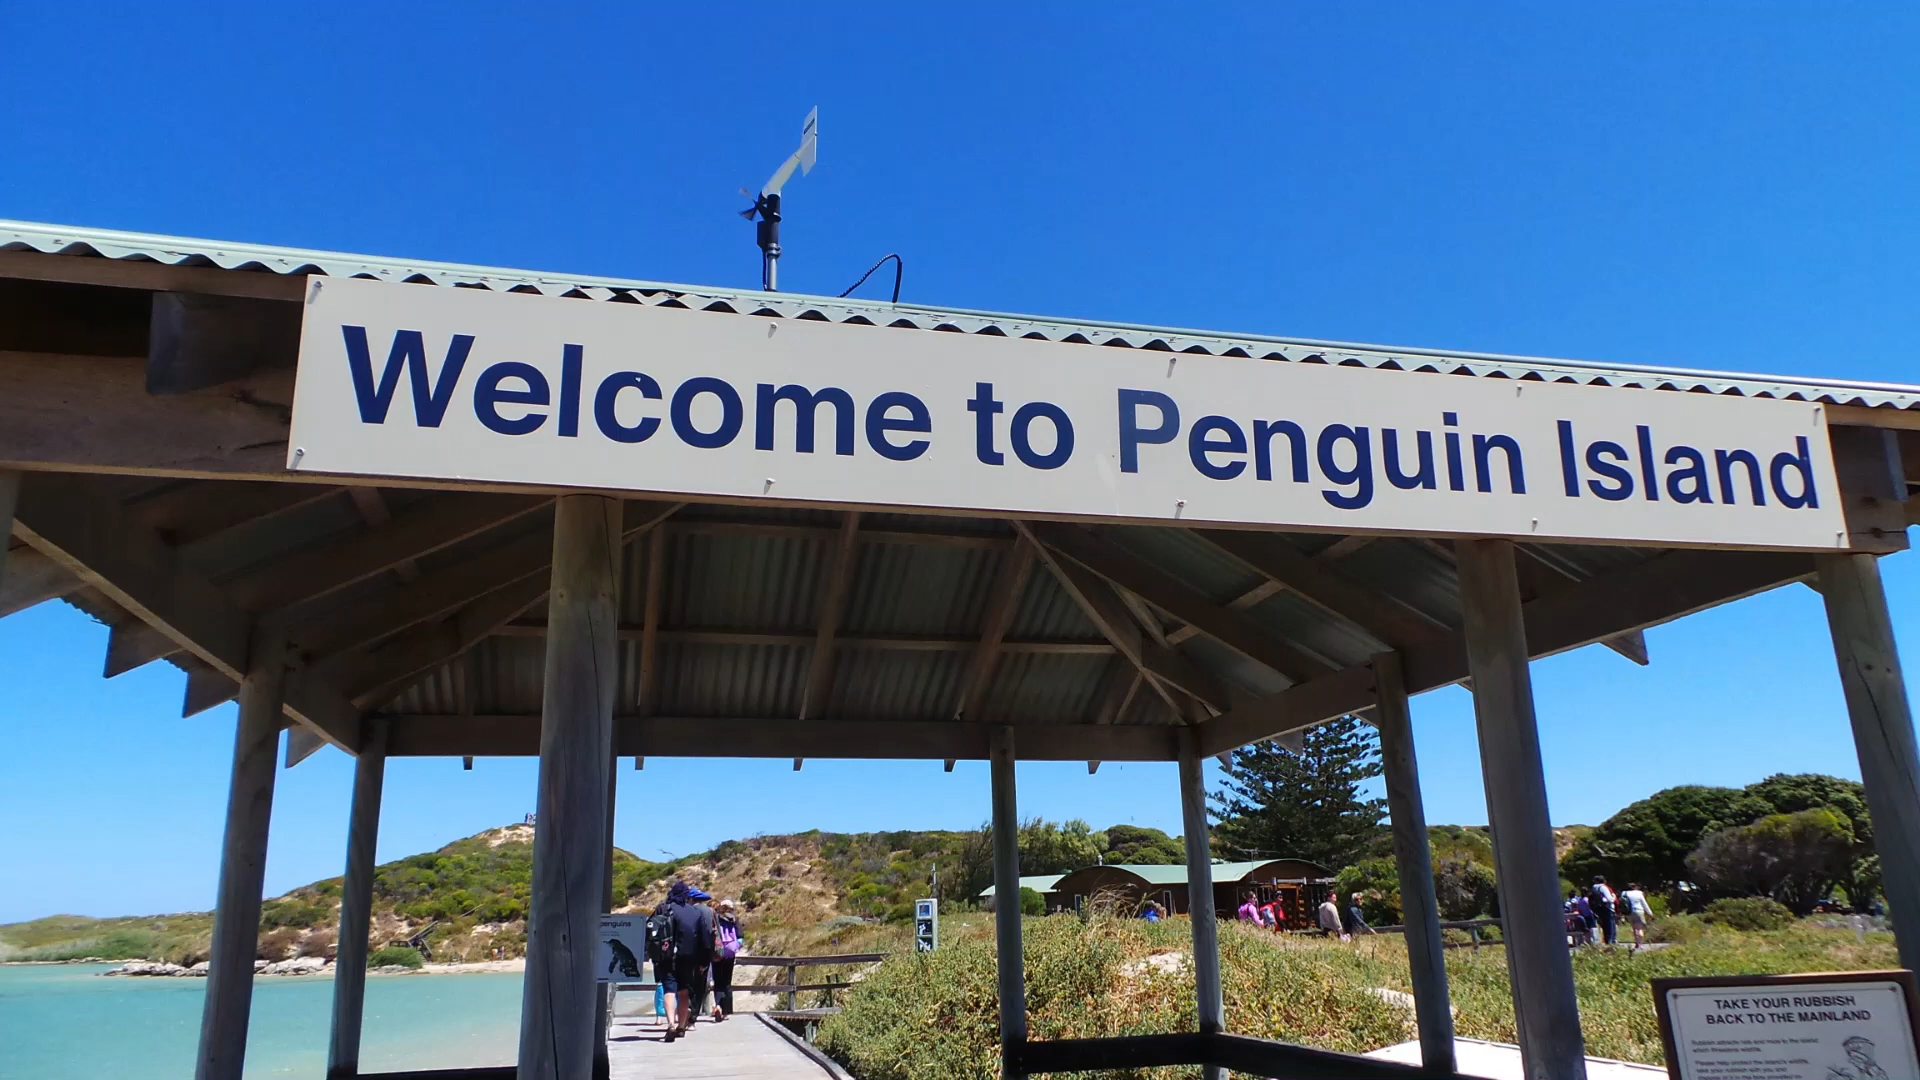 Welcome to Penguin Island
penguins
TAKE YOUR RUBBISH
BACK TO THE MAINLAND